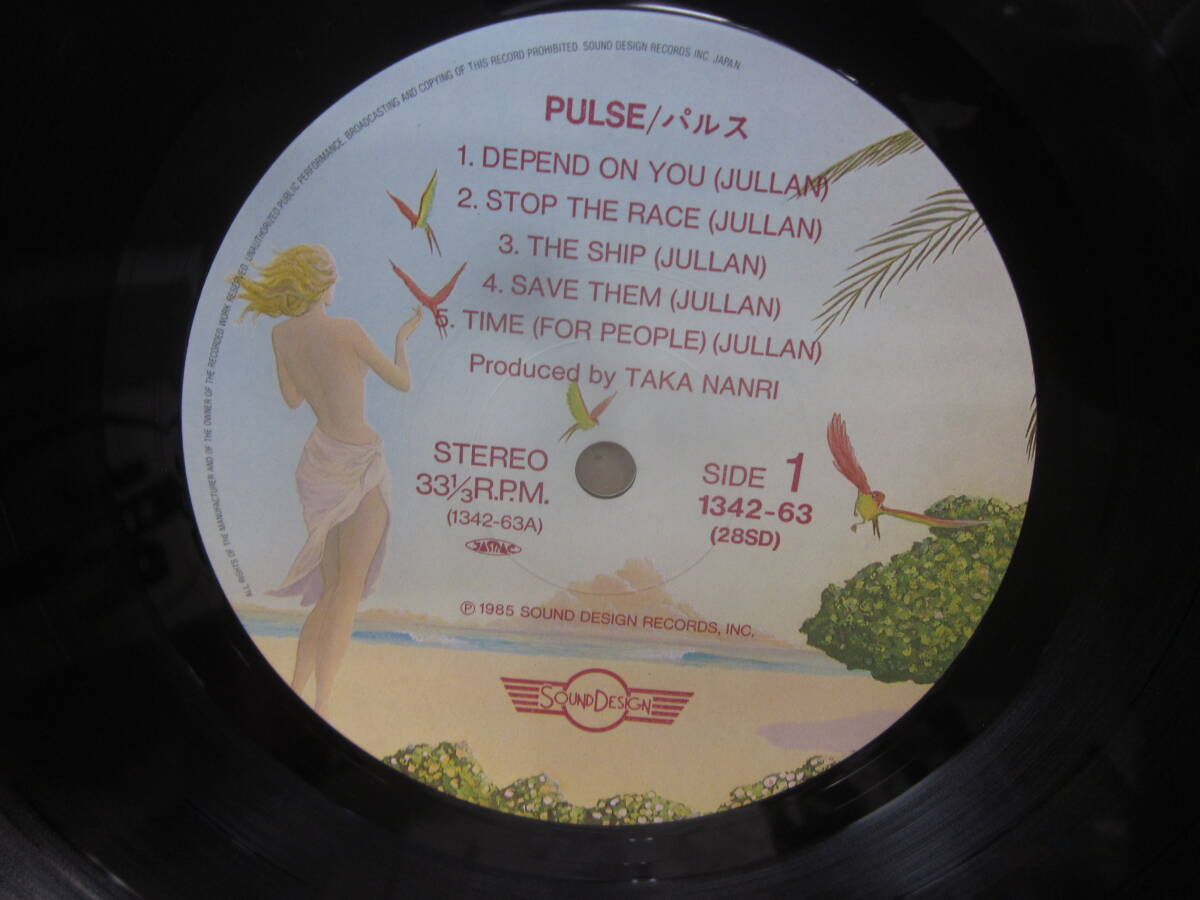 ALL RIGHTS OF THE MANUFACTURER AND OF THE OWNER OF THE RECORDED WORK RESERVED UNAUTHORIZED PUBLIC PERFORMANCE, BROADCASTING AND COPYING OF THIS RECORD PROHIBITED. SOUND DESIGN RECORDS INC. JAPAN
PULSE/パルス
1. DEPEND ON YOU (JULLAN)
2. STOP THE RACE (JULLAN)
3. THE SHIP (JULLAN)
4. SAVE THEM (JULLAN)
5. TIME (FOR PEOPLE) (JULLAN)
Produced by TAKA NANRI
STEREO
33⅓R.P.M.
(1342-63A)
JASRAC
SIDE 1
1342-63
(28SD)
℗ 1985 SOUND DESIGN RECORDS, INC.
SOUNDDESIGN